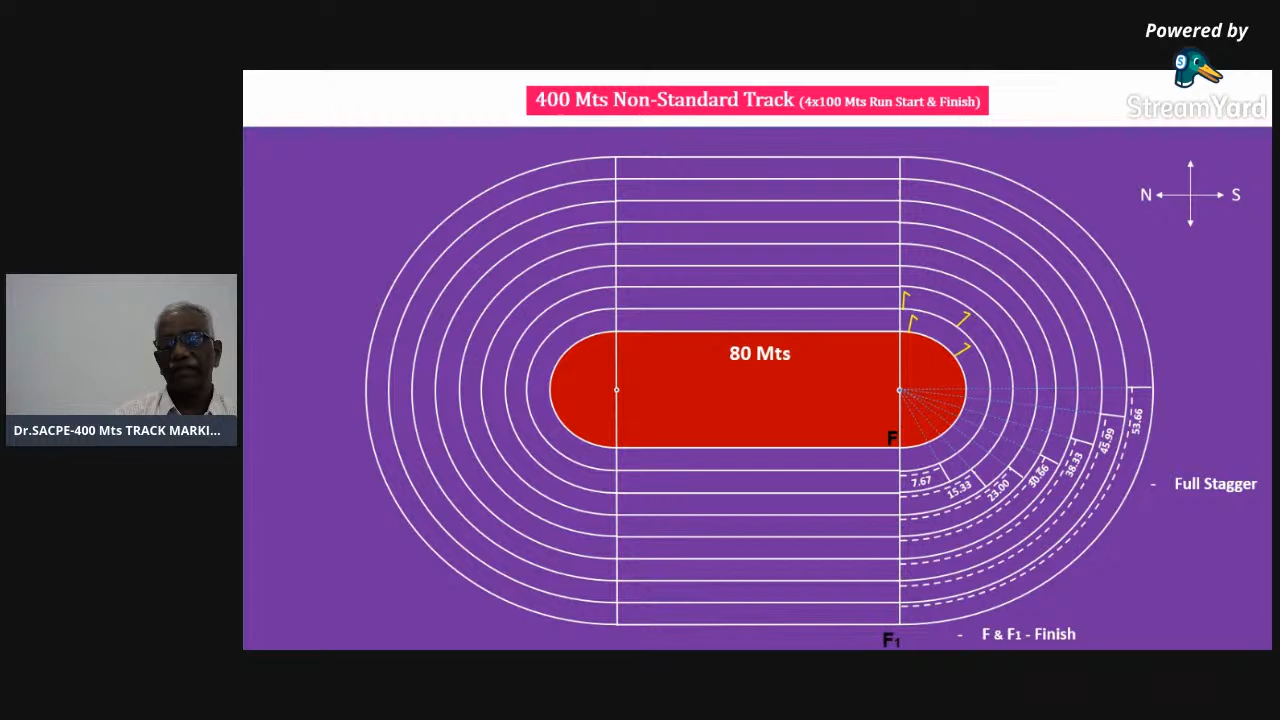 Powered by
StreamYard
400 Mts Non-Standard Track (4x100 Mts Run Start & Finish)
N S
80 Mts
F
7.67
15.33
23.00
30.66
38.33
45.99
53.66
- Full Stagger
F1
- F & F1 - Finish
Dr.SACPE-400 Mts TRACK MARKI...